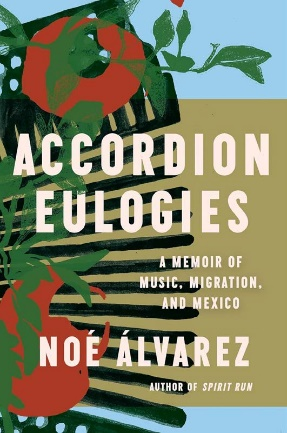 ACCORDION
EULOGIES
A MEMOIR OF
MUSIC, MIGRATION,
AND MEXICO
NOÉ ÁLVAREZ
AUTHOR OF SPIRIT RUN